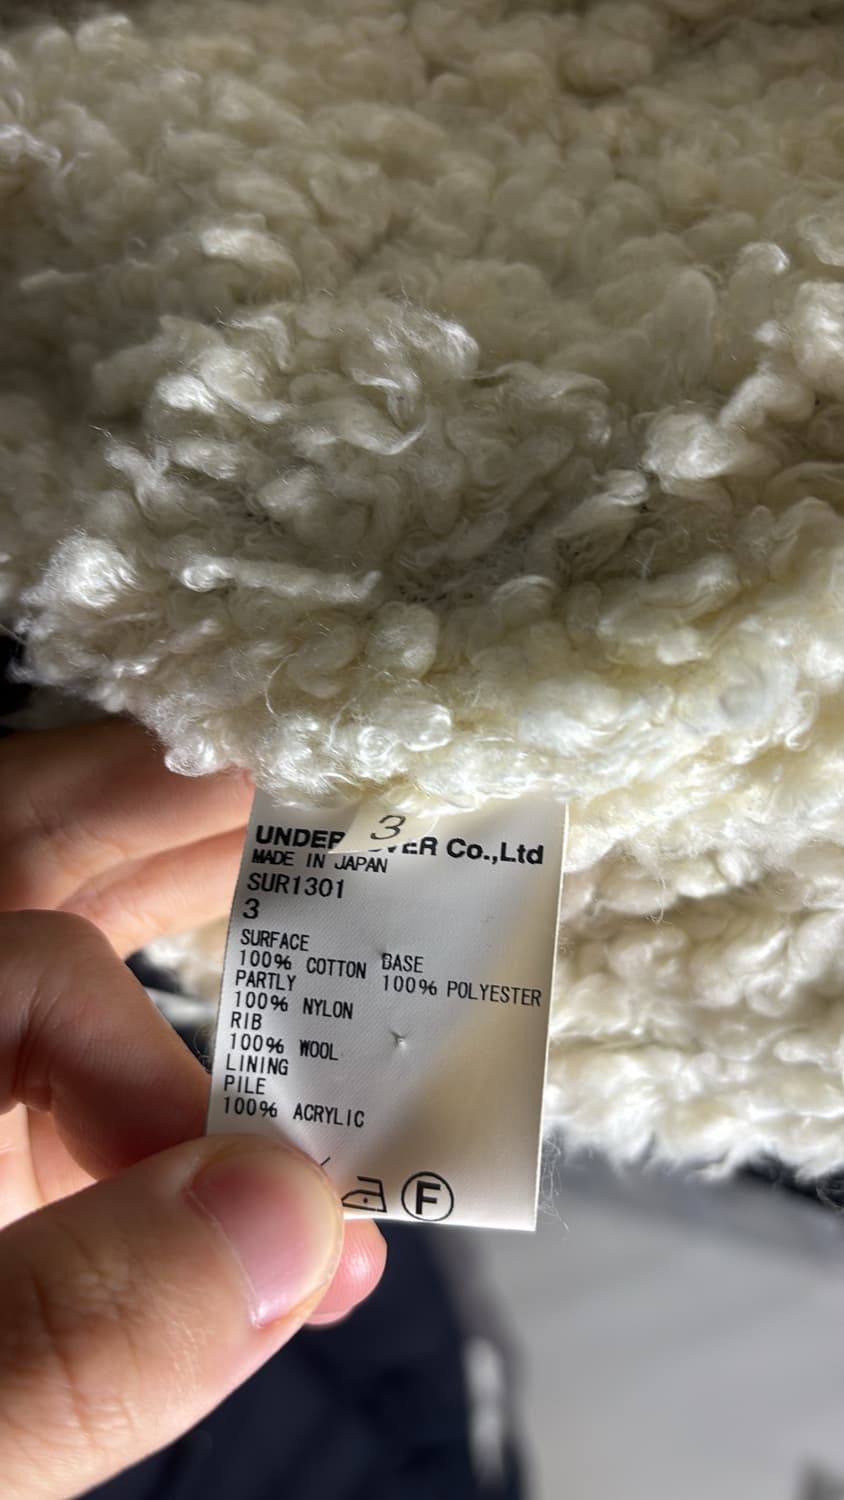 3
UNDER VER Co.,Ltd
MADE IN JAPAN
SUR1301
3
SURFACE
100% COTTON
BASE
100% POLYESTER
PARTLY
100% NYLON
RIB
100% WOOL
LINING
PILE
100% ACRYLIC
F